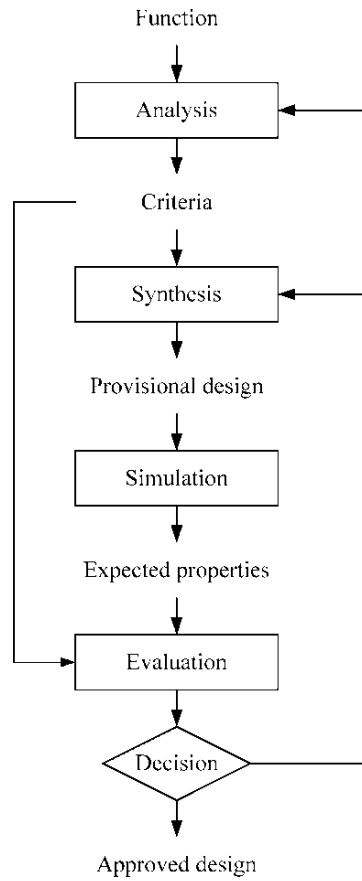 Function
Analysis
Criteria
Synthesis
Provisional design
Simulation
Expected properties
Evaluation
Decision
Approved design